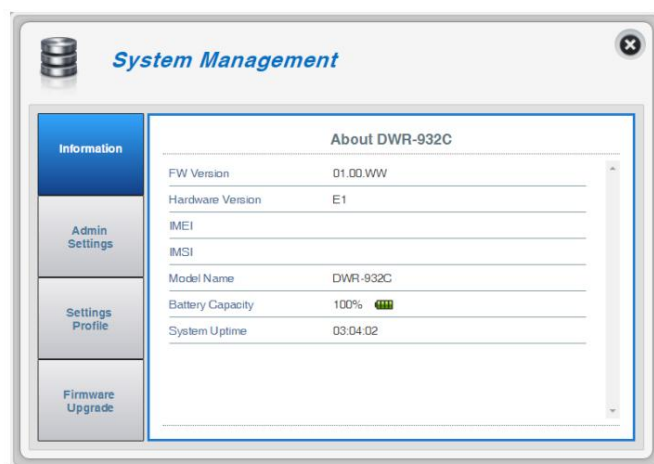 System Management
Information
Admin
Settings
Settings
Profile
Firmware
Upgrade
About DWR-932C
FW Version 01.00.WW
Hardware Version E1
IMEI
IMSI
Model Name DWR-932C
Battery Capacity 100%
System Uptime 03:04:02